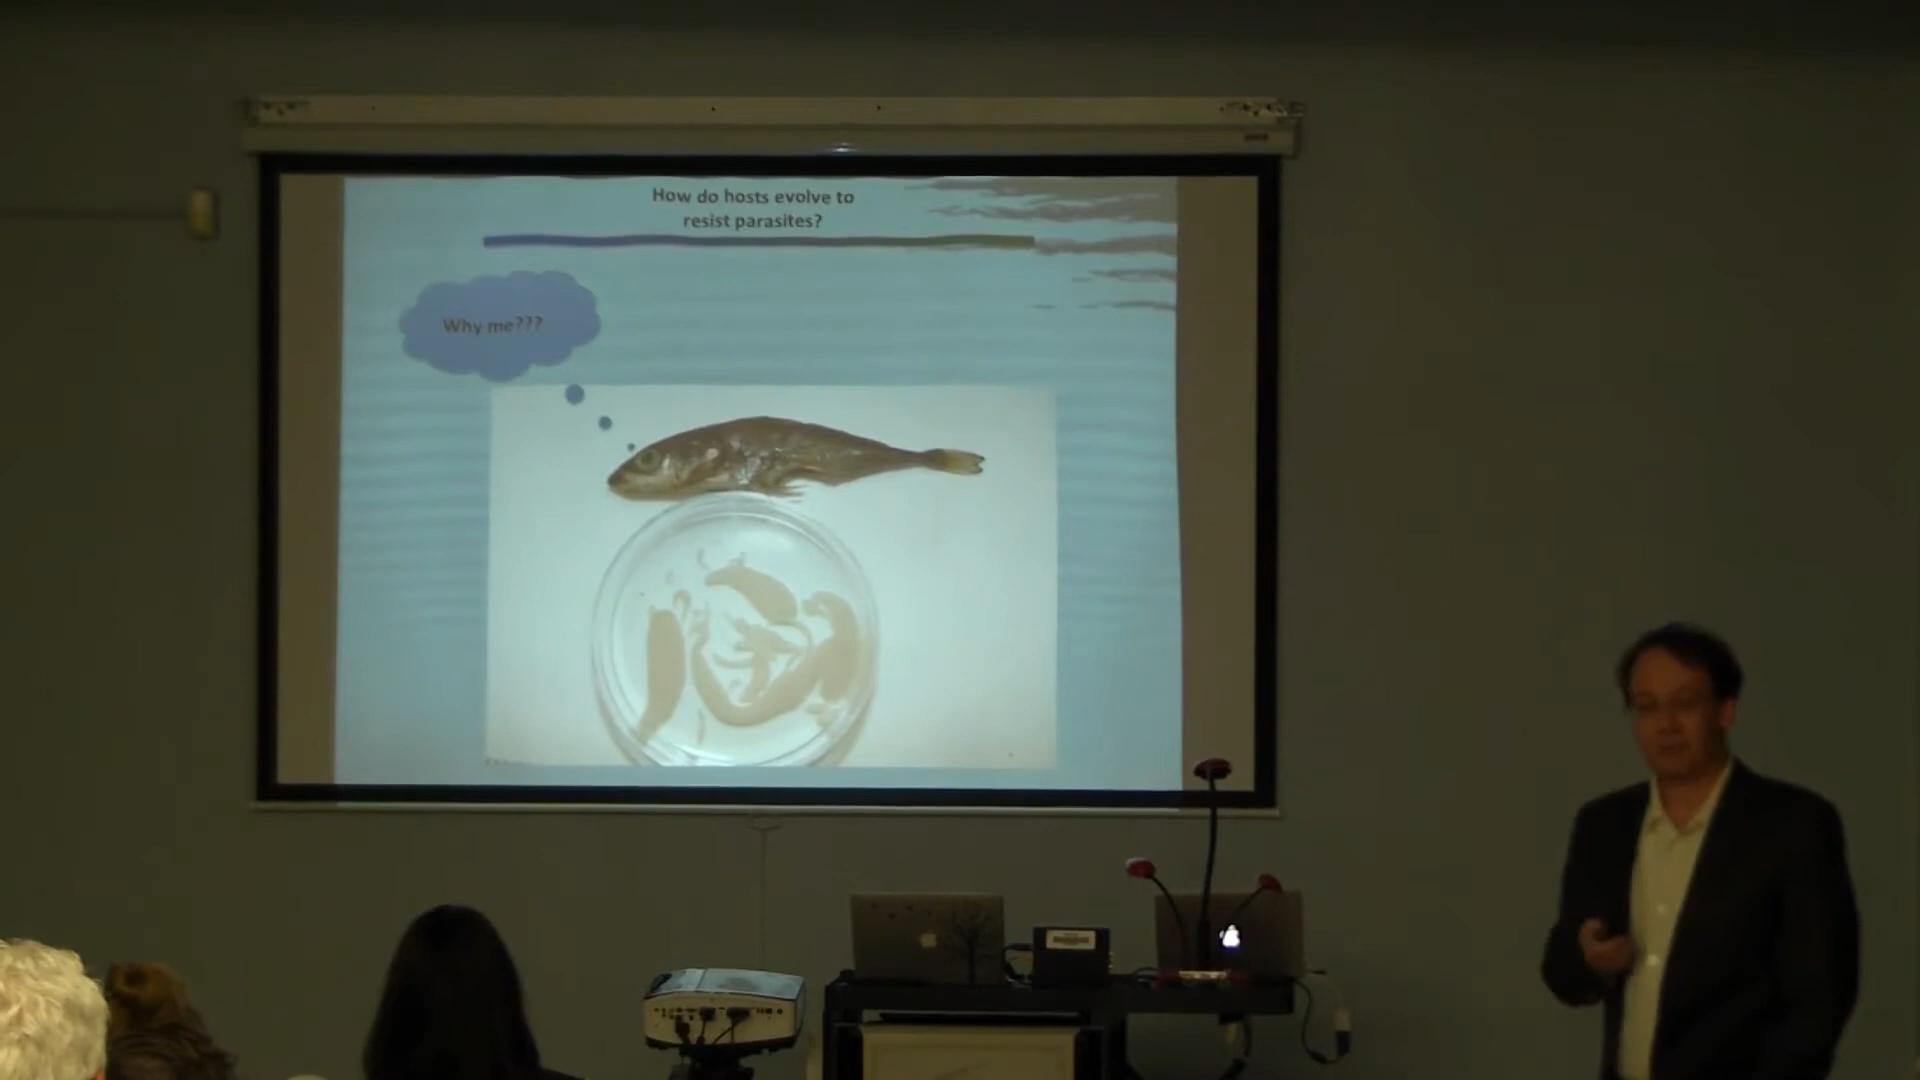 How do hosts evolve to
resist parasites?
Why me???